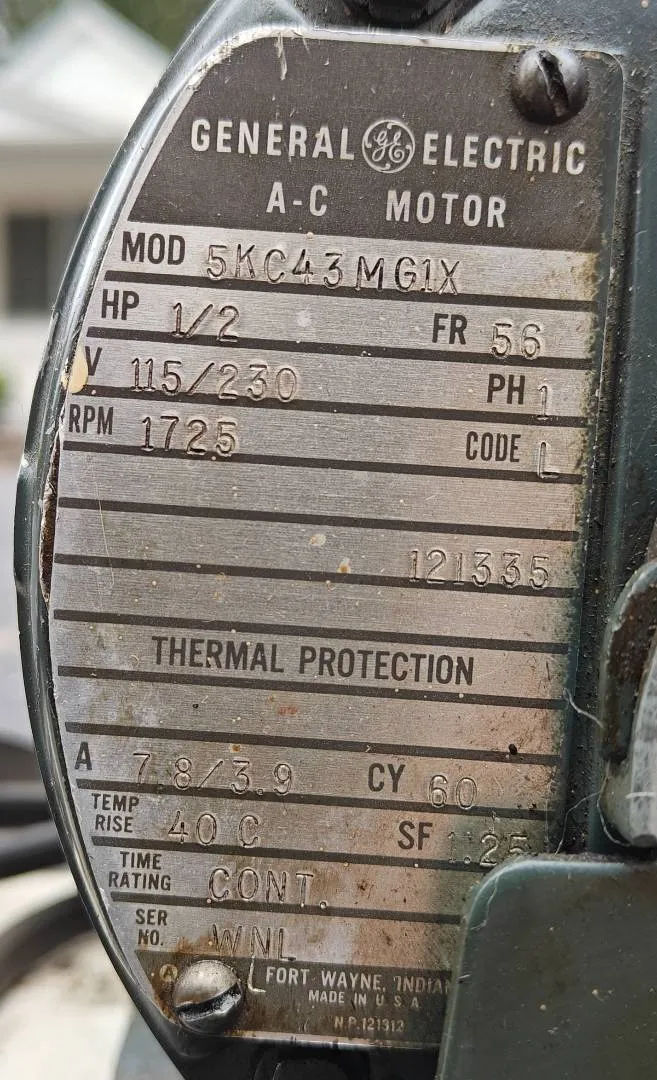 GENERAL GE ELECTRIC
A-C MOTOR
MOD 5KC43MG1X
HP 1/2 FR 56
V 115/230 PH 1
RPM 1725 CODE L
121335
THERMAL PROTECTION
A 7.8/3.9 CY 60
TEMP RISE 40 C SF 1.25
TIME RATING CONT.
SER NO. WNL
L
FORT WAYNE, INDIAN
MADE IN U S A
N.P.121312